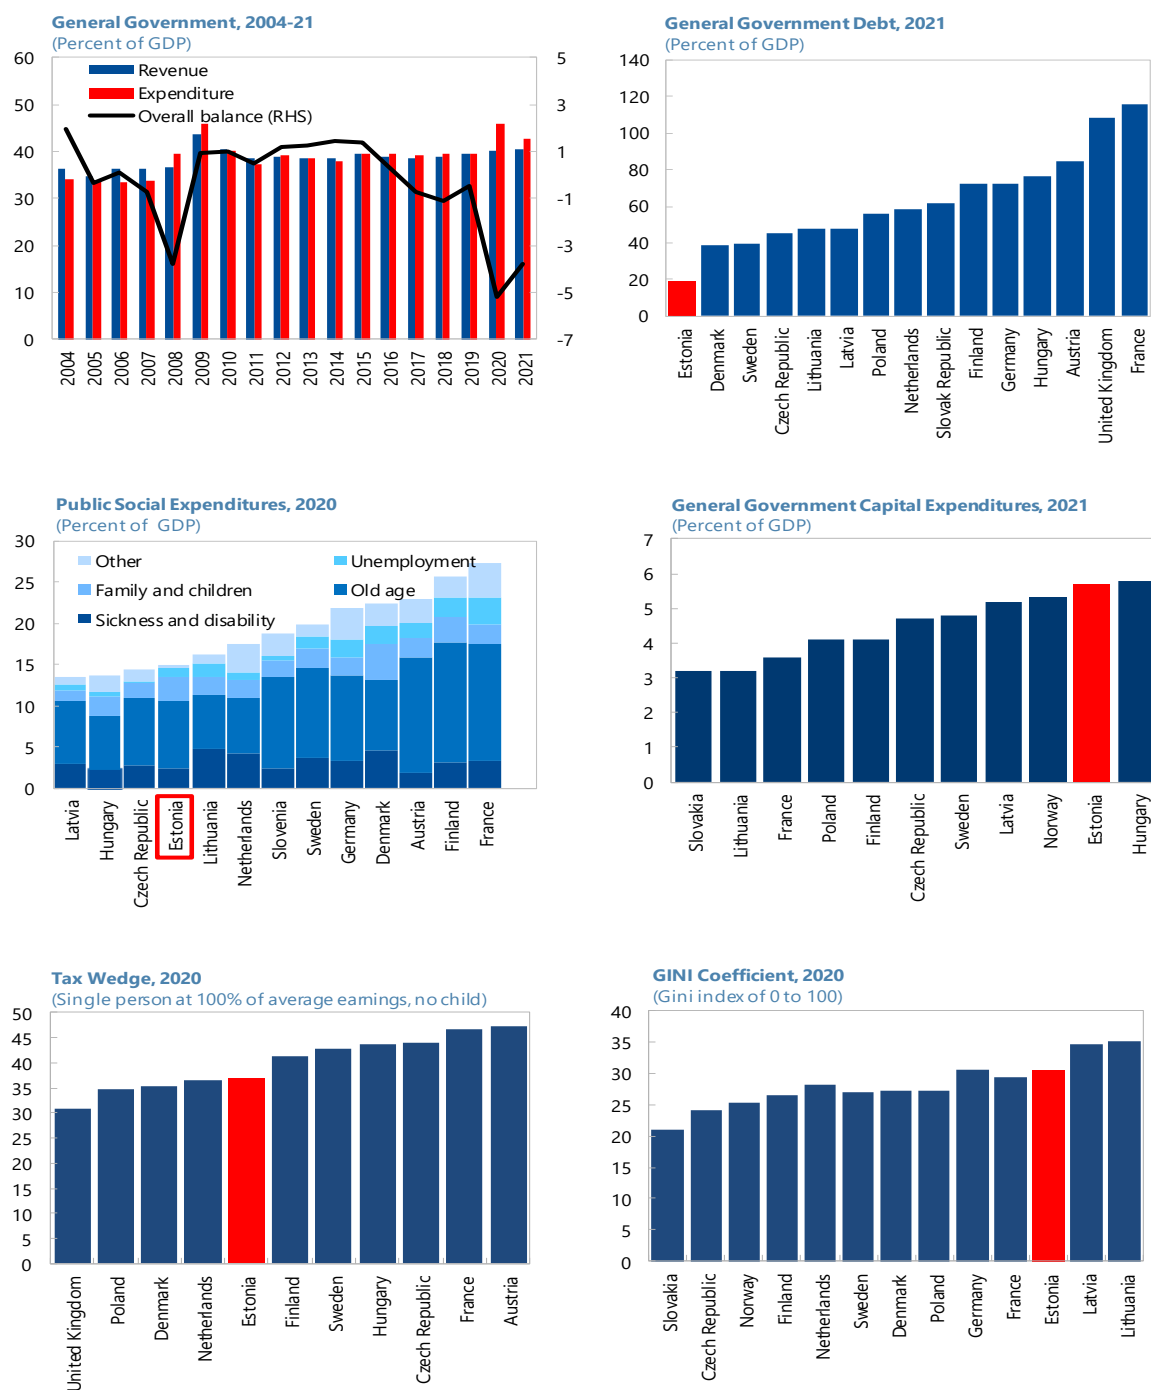 General Government, 2004-21
(Percent of GDP)
60
50
40
30
20
10
0
5
3
1
-1
-3
-5
-7
Revenue
Expenditure
Overall balance (RHS)
2004
2005
2006
2007
2008
2009
2010
2011
2012
2013
2014
2015
2016
2017
2018
2019
2020
2021
General Government Debt, 2021
(Percent of GDP)
140
120
100
80
60
40
20
0
Estonia
Denmark
Sweden
Czech Republic
Lithuania
Latvia
Poland
Netherlands
Slovak Republic
Finland
Germany
Hungary
Austria
United Kingdom
France
Public Social Expenditures, 2020
(Percent of GDP)
30
25
20
15
10
5
0
Other
Unemployment
Family and children
Old age
Sickness and disability
Latvia
Hungary
Czech Republic
Estonia
Lithuania
Netherlands
Slovenia
Sweden
Germany
Denmark
Austria
Finland
France
General Government Capital Expenditures, 2021
(Percent of GDP)
7
6
5
4
3
2
1
0
Slovakia
Lithuania
France
Poland
Finland
Czech Republic
Sweden
Latvia
Norway
Estonia
Hungary
Tax Wedge, 2020
(Single person at 100% of average earnings, no child)
50
45
40
35
30
25
20
15
10
5
0
United Kingdom
Poland
Denmark
Netherlands
Estonia
Finland
Sweden
Hungary
Czech Republic
France
Austria
GINI Coefficient, 2020
(Gini index of 0 to 100)
40
35
30
25
20
15
10
5
0
Slovakia
Czech Republic
Norway
Finland
Netherlands
Sweden
Denmark
Poland
Germany
France
Estonia
Latvia
Lithuania